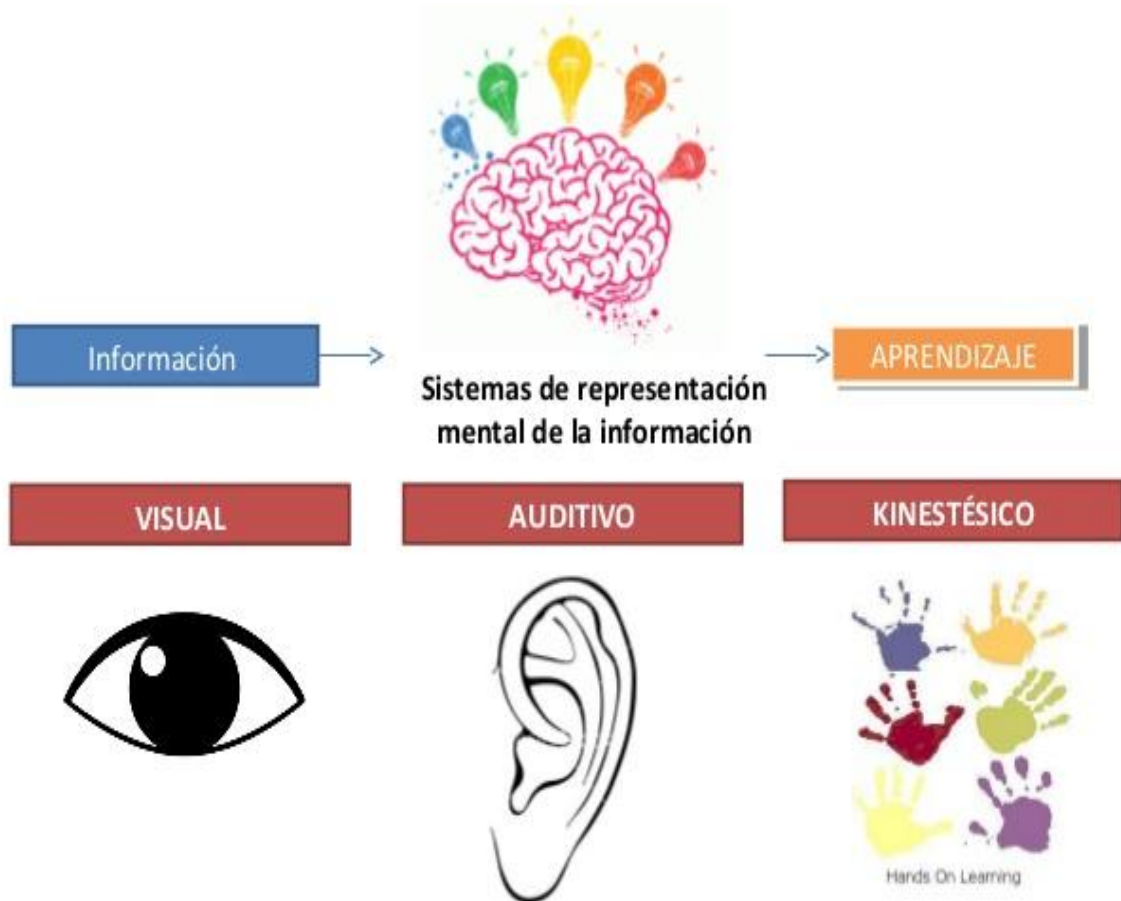 Información
APRENDIZAJE
Sistemas de representación
mental de la información
VISUAL
AUDITIVO
KINESTÉSICO
Hands On Learning